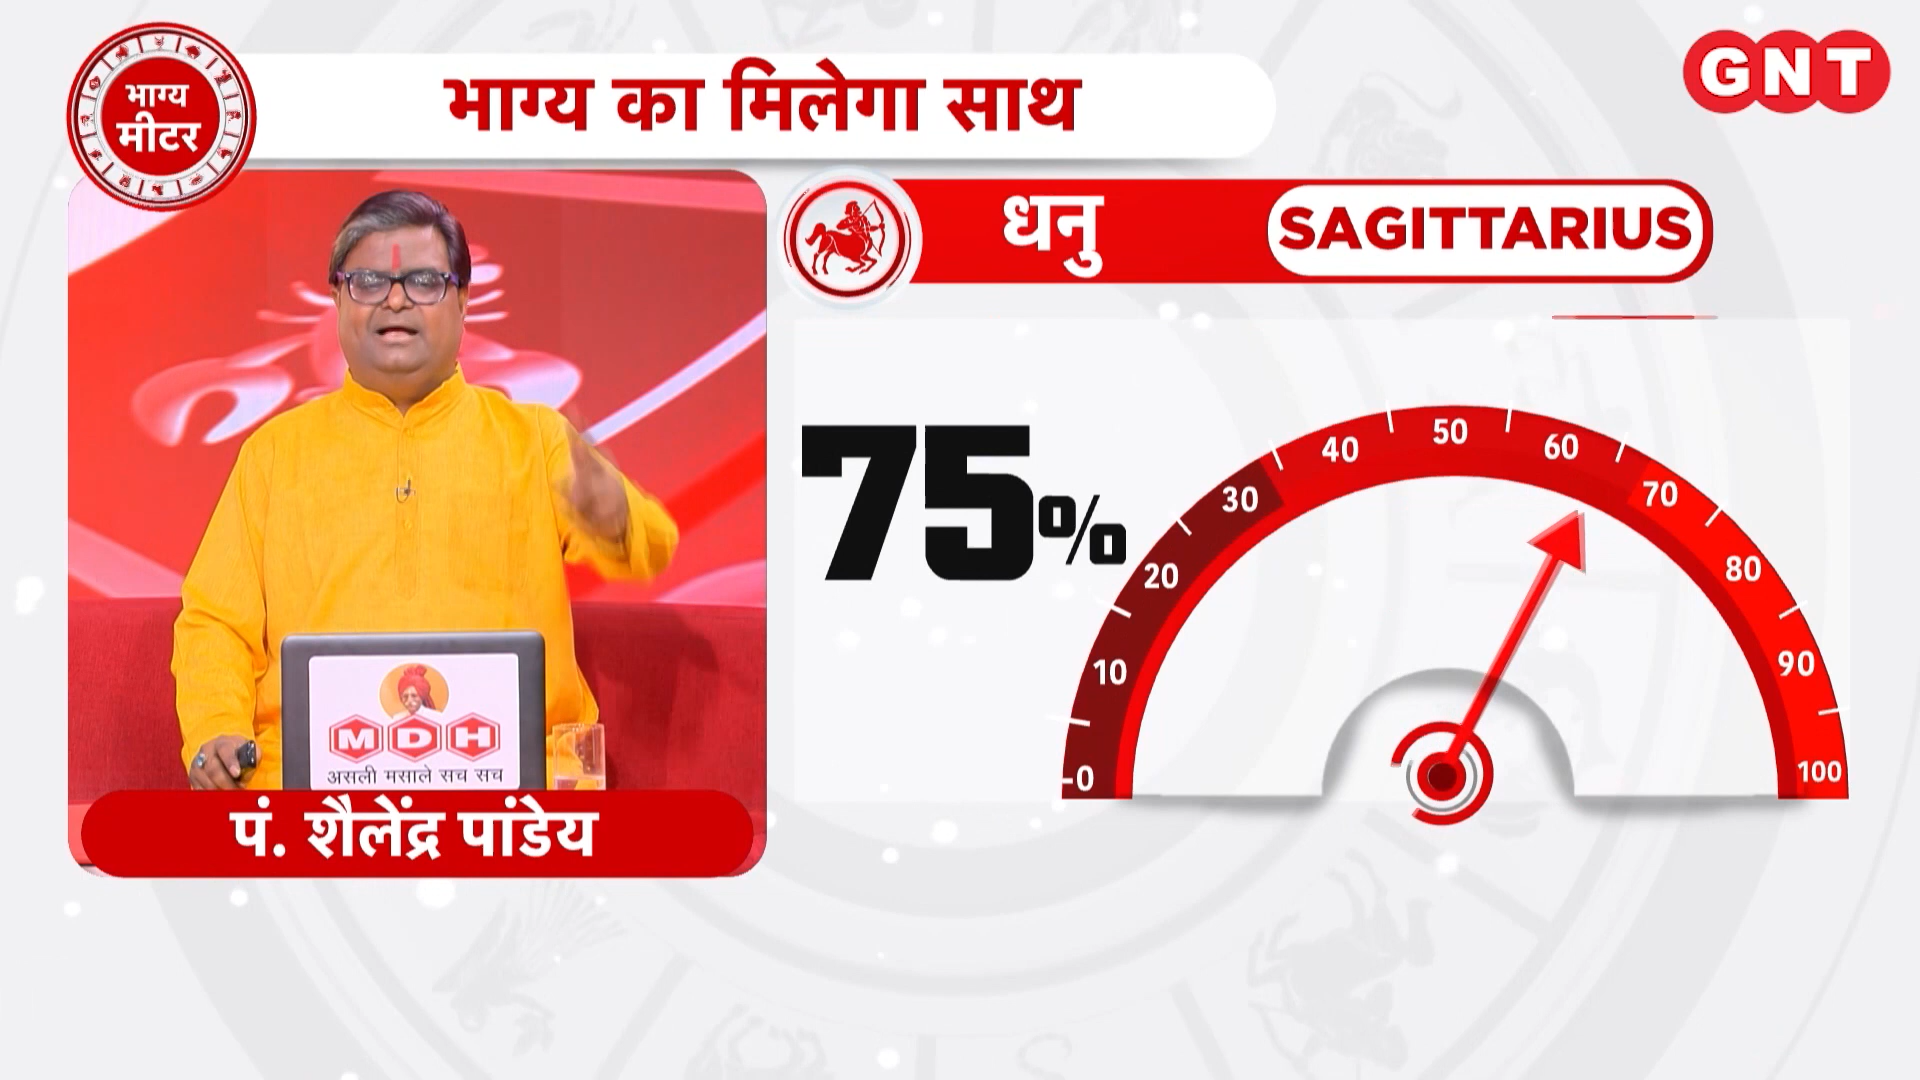 भाग्य
मीटर
भाग्य का मिलेगा साथ
GNT
धनु
SAGITTARIUS
75%
0
10
20
30
40
50
60
70
80
90
100
MDH
असली मसाले सच सच
पं. शैलेंद्र पांडेय